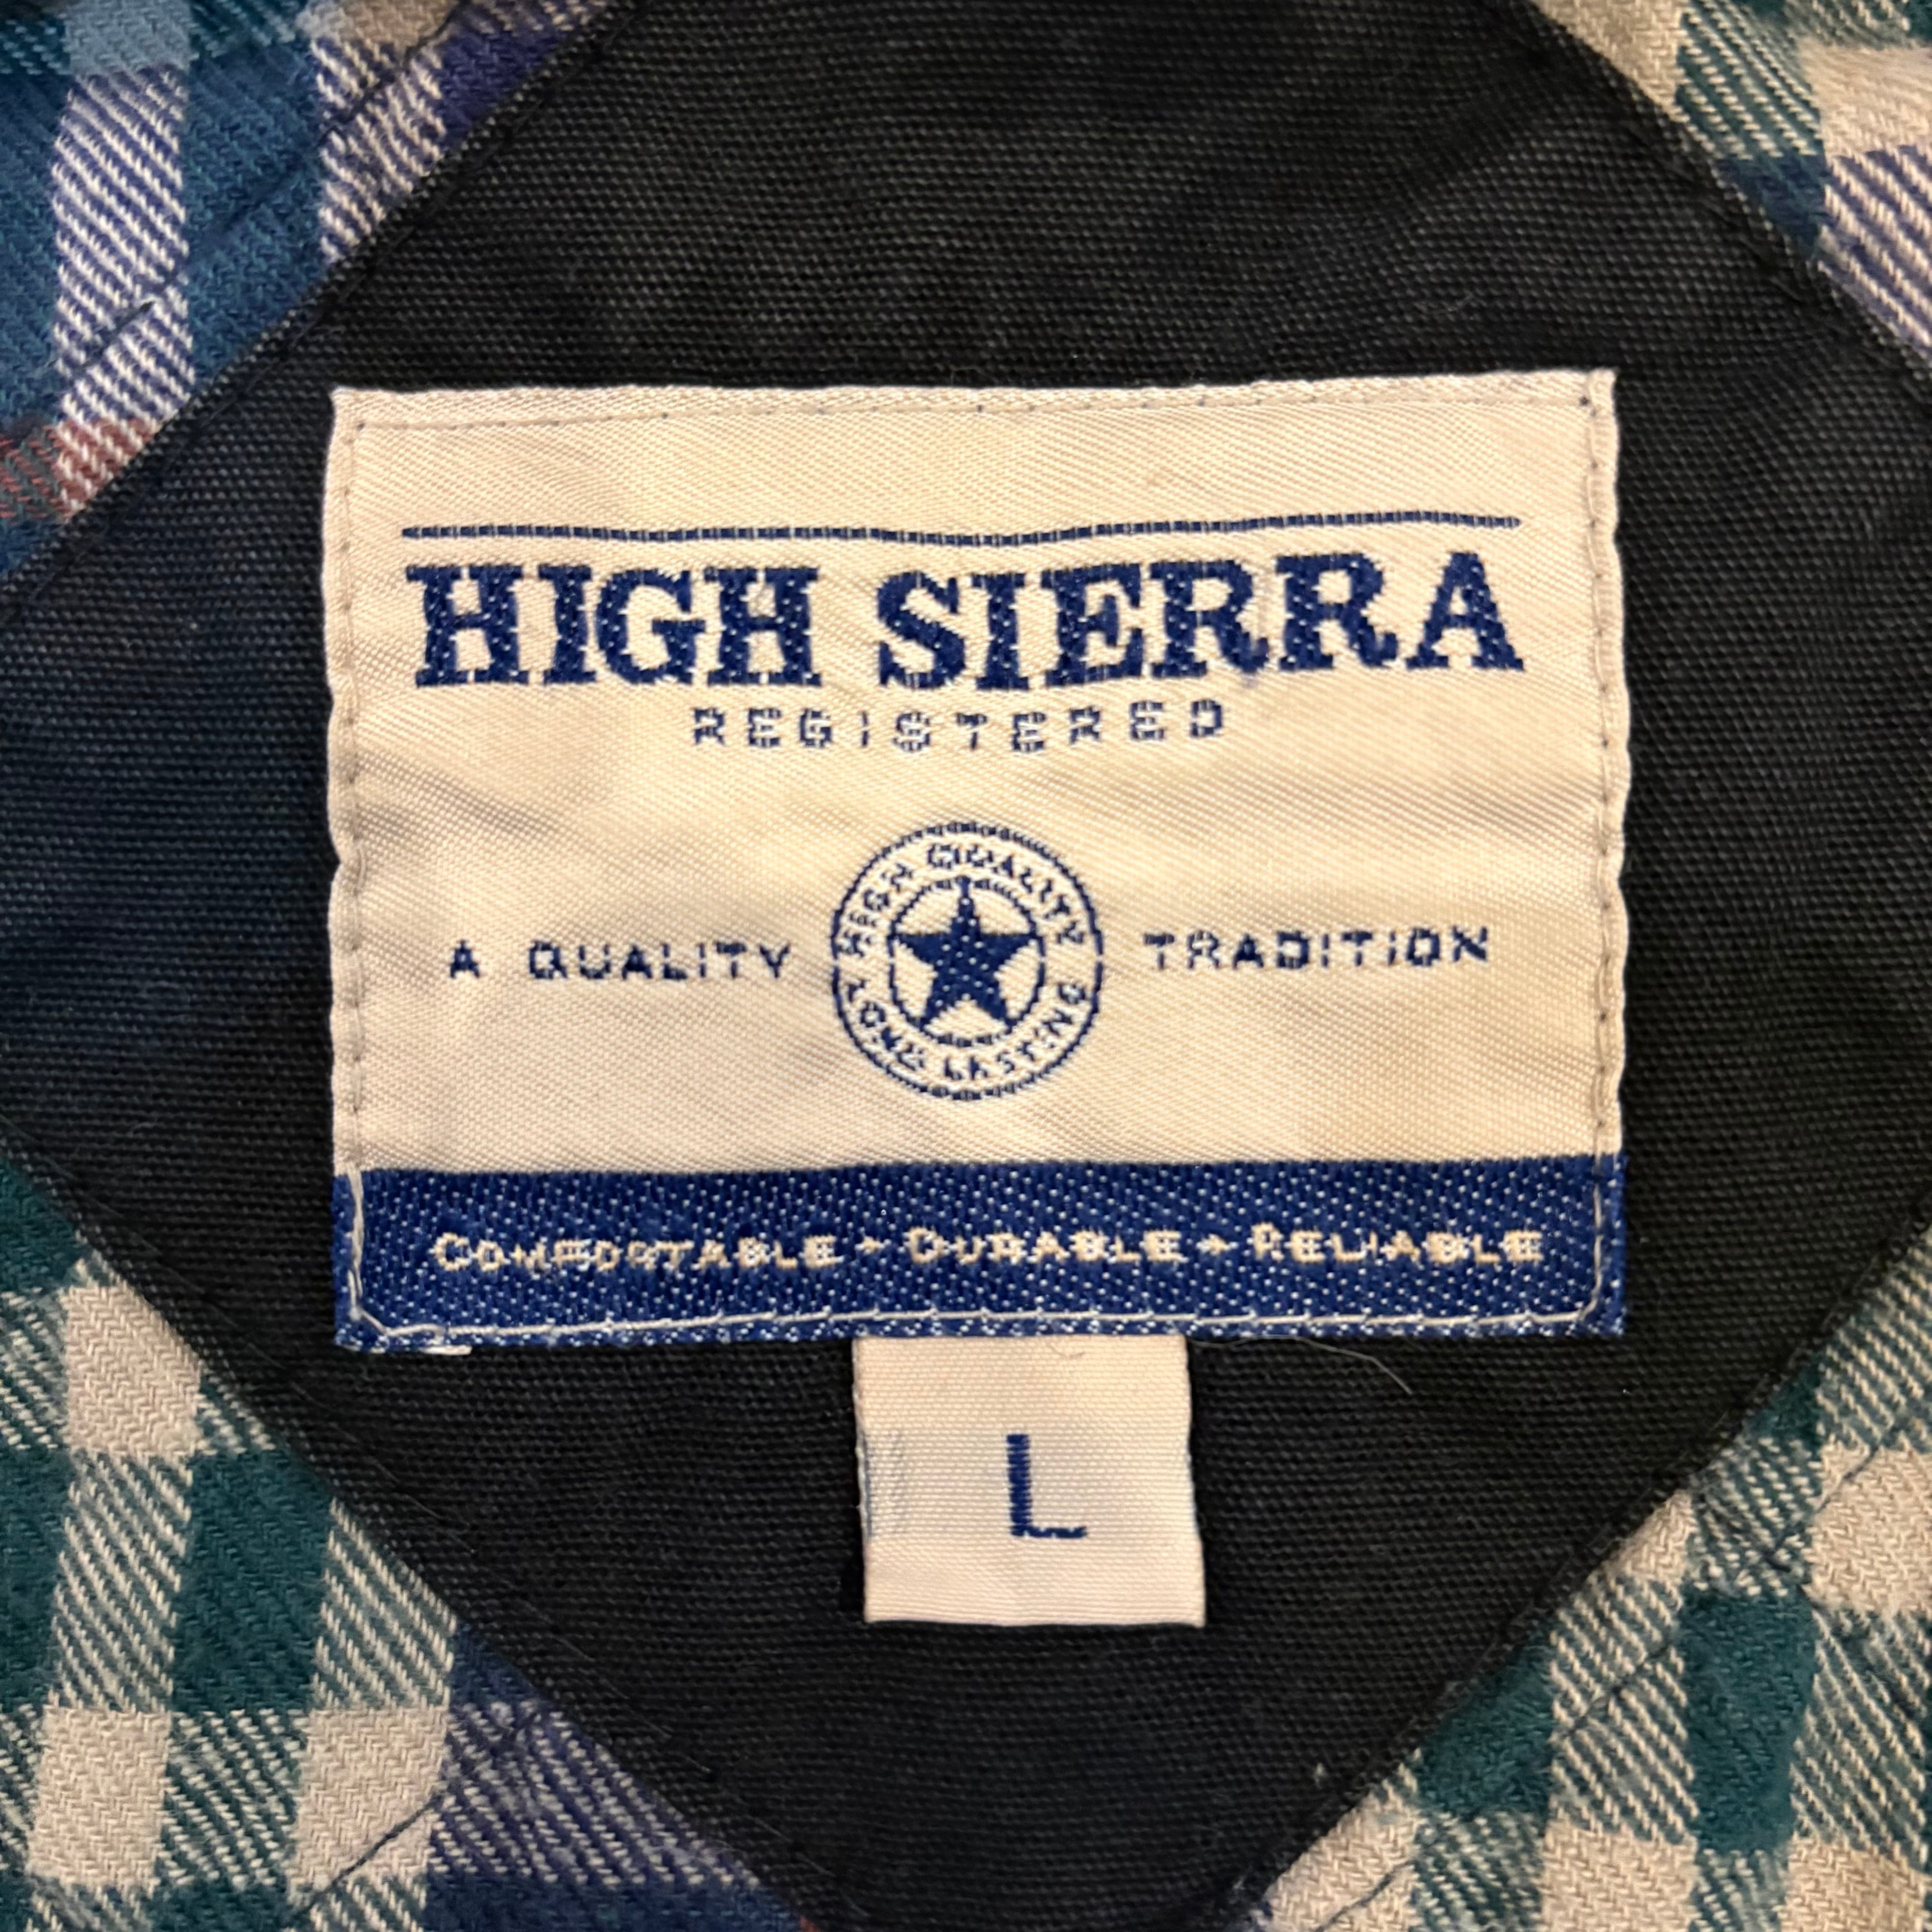 HIGH SIERRA
REGISTERED
A QUALITY TRADITION
HIGH QUALITY
LONG LASTING
COMFORTABLE - DURABLE - RELIABLE
L